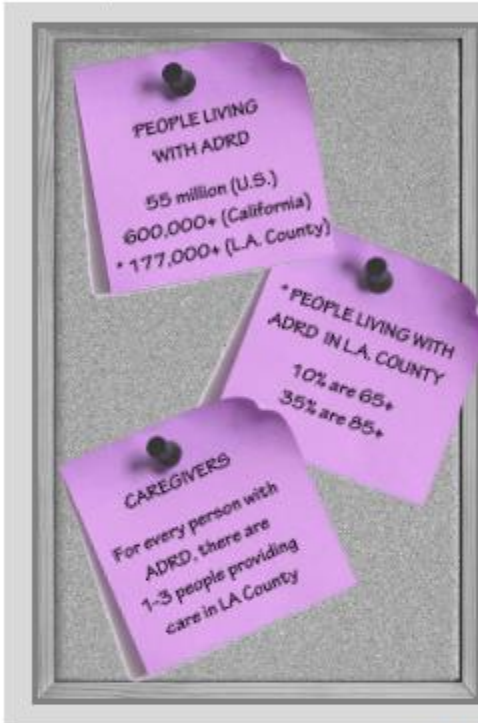 PEOPLE LIVING
WITH ADRD
55 million (U.S.)
600,000+ (California)
* 177,000+ (L.A. County)
* PEOPLE LIVING WITH
ADRD IN L.A. COUNTY
10% are 65+
35% are 85+
CAREGIVERS
For every person with
ADRD, there are
1-3 people providing
care in LA County